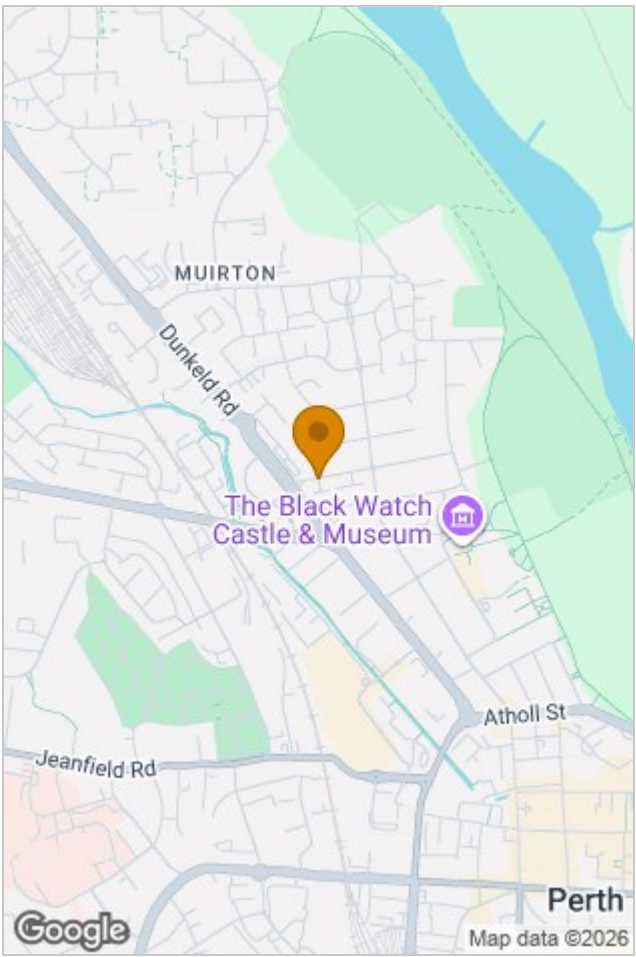 MUIRTON
Dunkeld Rd
The Black Watch
Castle & Museum
Atholl St
Jeanfield Rd
Perth
Google
Map data ©2026